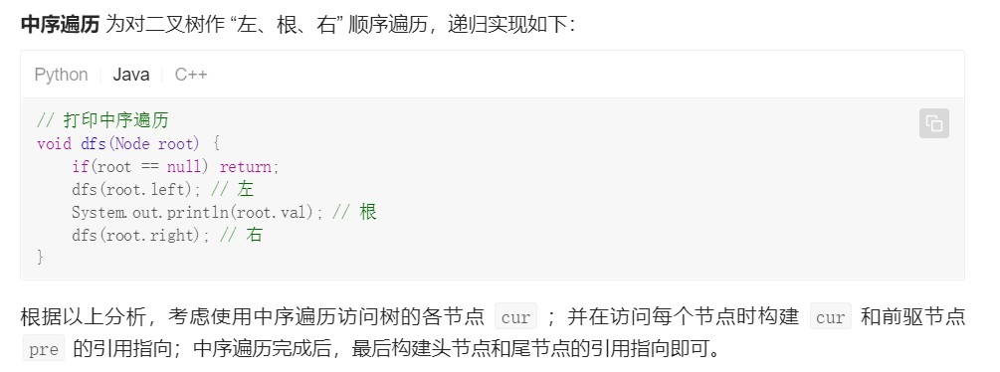 中序遍历 为对二叉树作 “左、根、右” 顺序遍历，递归实现如下：
Python Java C++
// 打印中序遍历
void dfs(Node root) {
    if(root == null) return;
    dfs(root.left); // 左
    System.out.println(root.val); // 根
    dfs(root.right); // 右
}
根据以上分析，考虑使用中序遍历访问树的各节点 cur ；并在访问每个节点时构建 cur 和前驱节点
pre 的引用指向；中序遍历完成后，最后构建头节点和尾节点的引用指向即可。